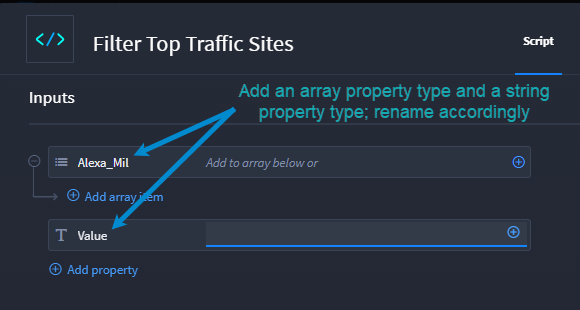 </>
Filter Top Traffic Sites
Script
Inputs
Add an array property type and a string
property type; rename accordingly
Alexa_Mil
Add to array below or
Add array item
T
Value
Add property